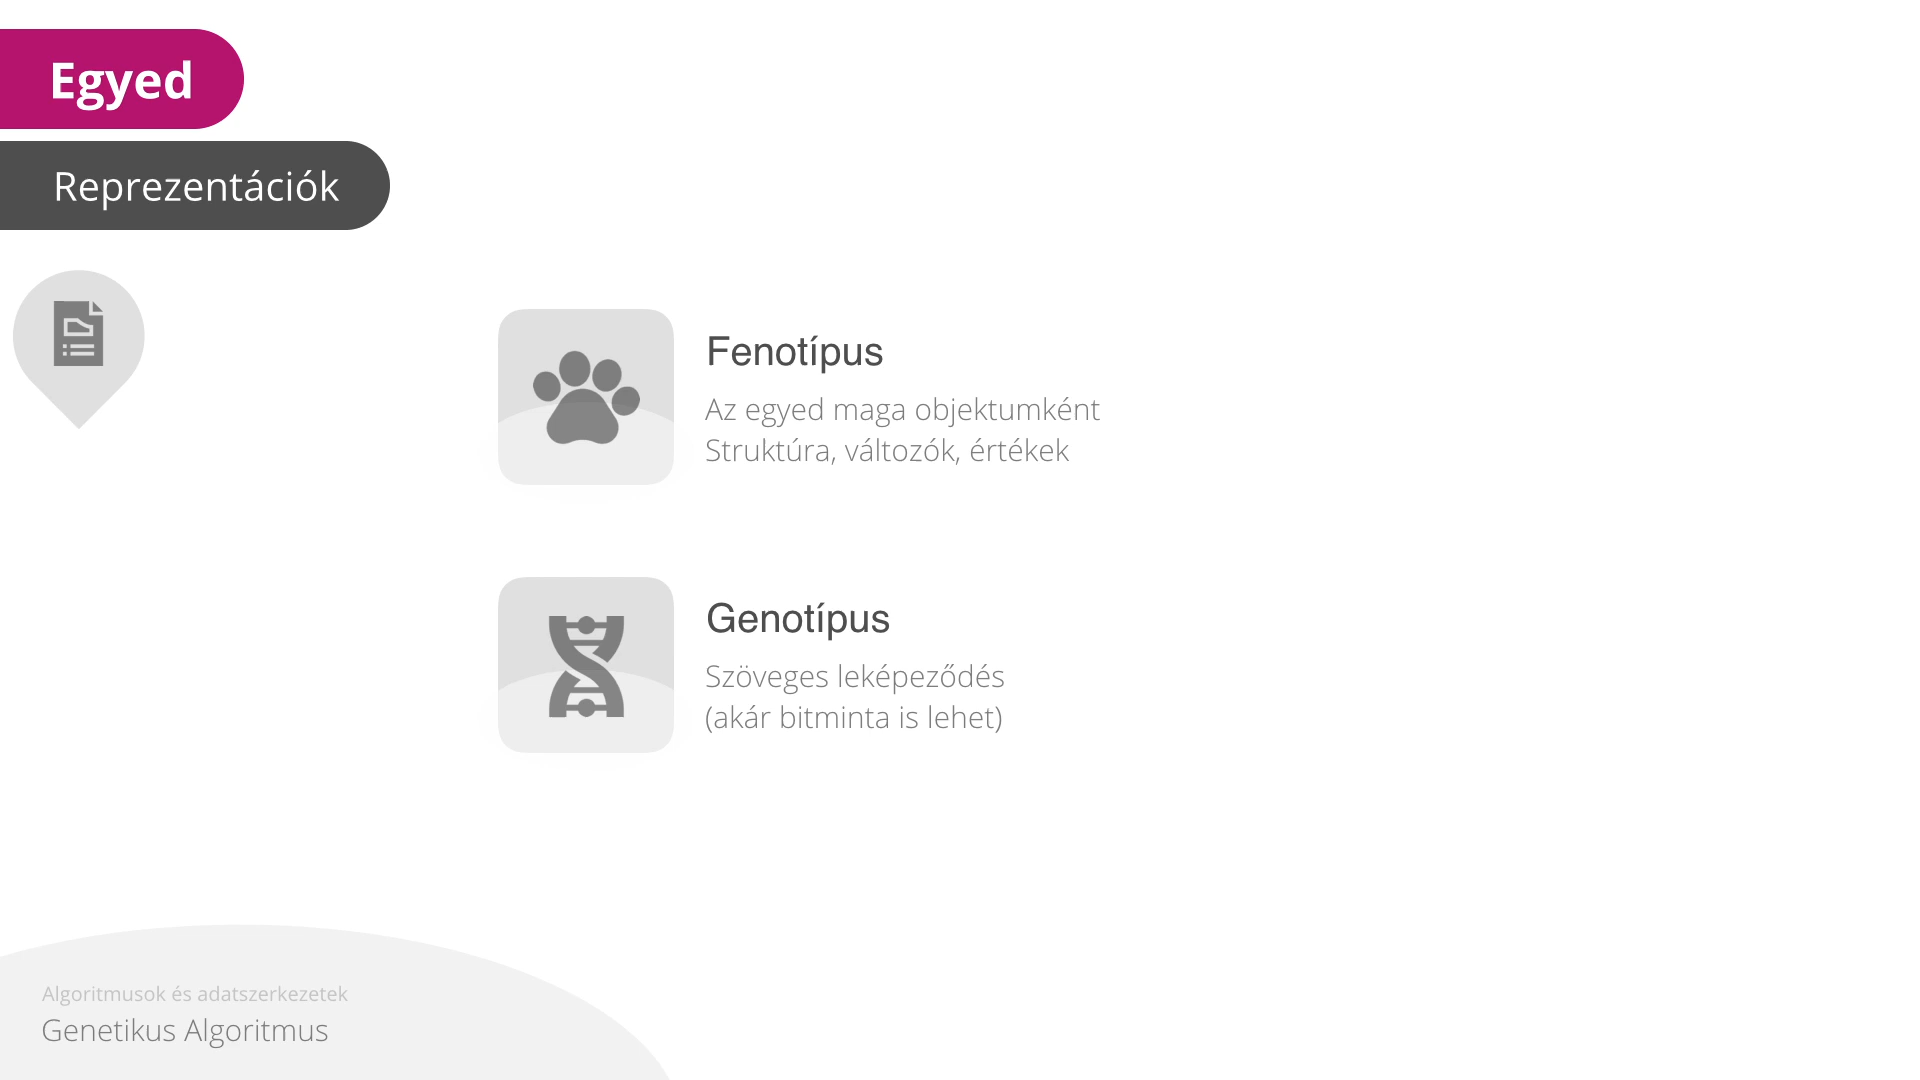 Egyed
Reprezentációk
Fenotípus
Az egyed maga objektumként
Struktúra, változók, értékek
Genotípus
Szöveges leképeződés
(akár bitminta is lehet)
Algoritmusok és adatszerkezetek
Genetikus Algoritmus